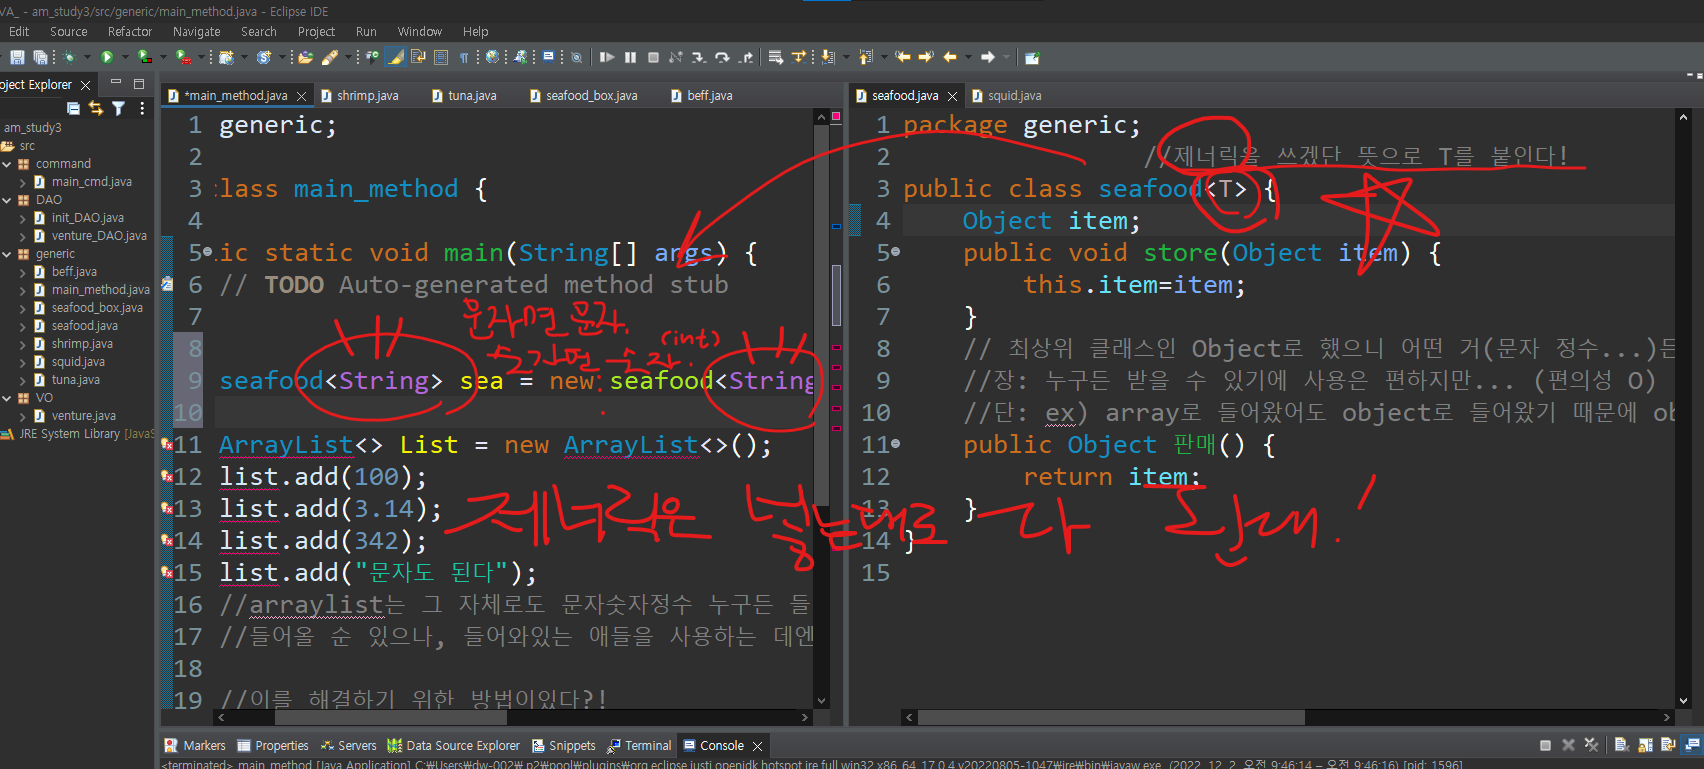 VA_ - am_study3/src/generic/main_method.java - Eclipse IDE
Edit Source Refactor Navigate Search Project Run Window Help
oject Explorer
am_study3
src
command
main_cmd.java
DAO
init_DAO.java
venture_DAO.java
generic
beff.java
main_method.java
seafood_box.java
seafood.java
shrimp.java
squid.java
tuna.java
VO
venture.java
JRE System Library [JavaS
*main_method.java shrimp.java tuna.java seafood_box.java beff.java
1 generic;
2
3 class main_method {
4
5 ic static void main(String[] args) {
6 // TODO Auto-generated method stub
7
8
9 seafood<String> sea = new seafood<String
10
11 ArrayList<> List = new ArrayList<>();
12 list.add(100);
13 list.add(3.14);
14 list.add(342);
15 list.add("문자도 된다");
16 //arraylist는 그 자체로도 문자숫자정수 누구든 들
17 //들어올 순 있으나, 들어와있는 애들을 사용하는 데엔
18
19 //이를 해결하기 위한 방법이있다?!
문자면 문자.
숫자면 숫자. (int)
제너릭은 넣는대로 다 판매!
seafood.java squid.java
1 package generic;
2 //제너릭을 쓰겠단 뜻으로 T를 붙인다!
3 public class seafood<T> {
4 Object item;
5 public void store(Object item) {
6 this.item=item;
7 }
8 // 최상위 클래스인 Object로 했으니 어떤 거(문자 정수...)든
9 //장: 누구든 받을 수 있기에 사용은 편하지만... (편의성 O)
10 //단: ex) array로 들어왔어도 object로 들어왔기 때문에 ob
11 public Object 판매() {
12 return item;
13 }
14 }
15
Markers Properties Servers Data Source Explorer Snippets Terminal Console
<terminated> main_method [Java Application] C:₩Users₩dw-002₩.p2₩pool₩plugins₩org.eclipse.justj.openjdk.hotspot.jre.full.win32.x86_64_17.0.4.v20220805-1047₩jre₩bin₩javaw.exe (2022. 12. 2. 오전 9:46:14 – 오전 9:46:16) [pid: 1596]